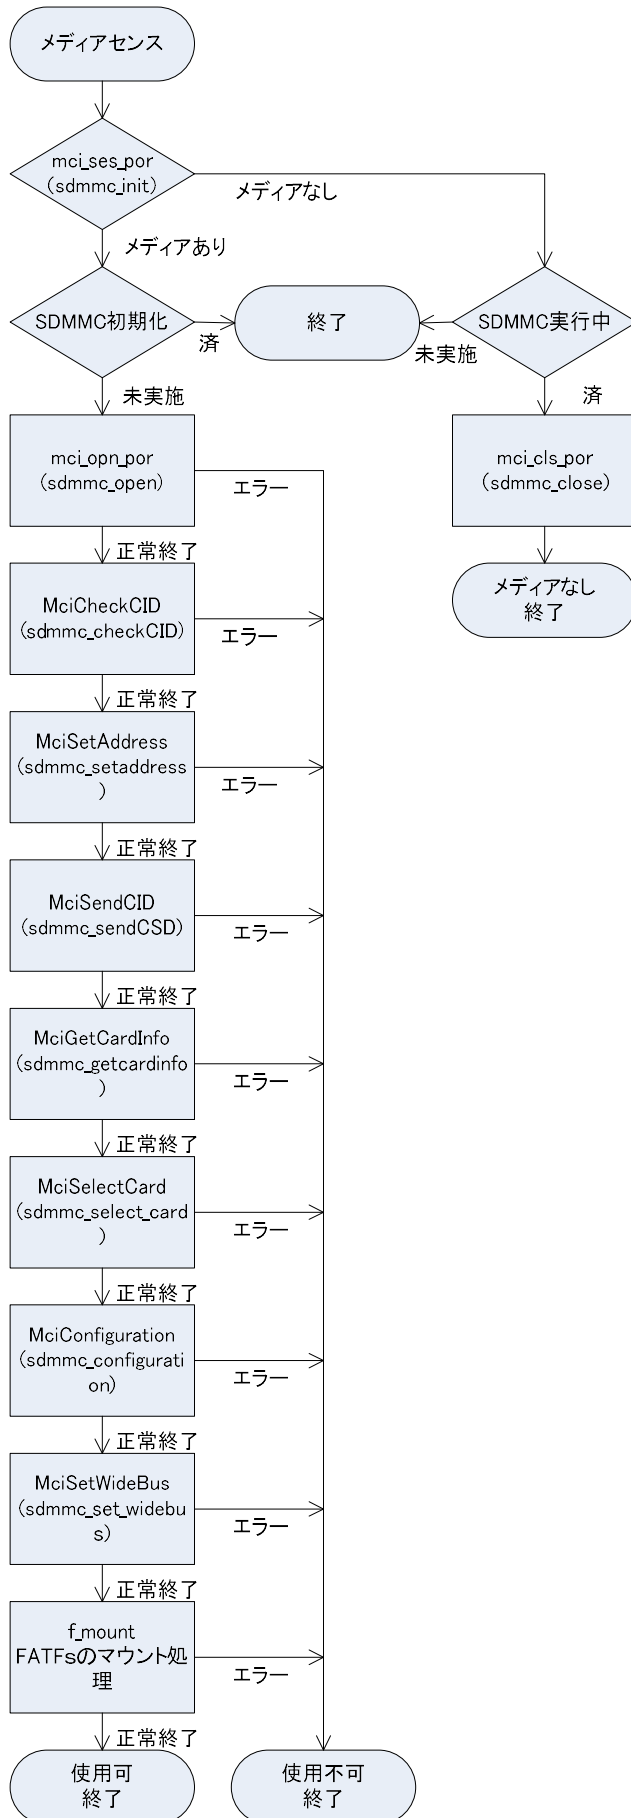 メディアセンス
mci_ses_por
(sdmmc_init)
メディアなし
メディアあり
SDMMC初期化
済
終了
未実施
SDMMC実行中
未実施
済
mci_opn_por
(sdmmc_open)
エラー
mci_cls_por
(sdmmc_close)
正常終了
メディアなし
終了
MciCheckCID
(sdmmc_checkCID)
エラー
正常終了
MciSetAddress
(sdmmc_setaddress
)
エラー
正常終了
MciSendCID
(sdmmc_sendCSD)
エラー
正常終了
MciGetCardInfo
(sdmmc_getcardinfo
)
エラー
正常終了
MciSelectCard
(sdmmc_select_card
)
エラー
正常終了
MciConfiguration
(sdmmc_configurati
on)
エラー
正常終了
MciSetWideBus
(sdmmc_set_widebu
s)
エラー
正常終了
f_mount
FATFsのマウント処
理
エラー
正常終了
使用可
終了
使用不可
終了